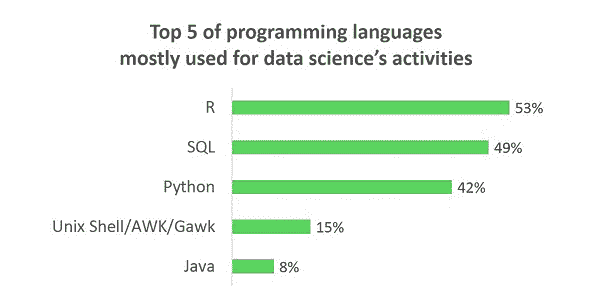 Top 5 of programming languages
mostly used for data science's activities
R 53%
SQL 49%
Python 42%
Unix Shell/AWK/Gawk 15%
Java 8%